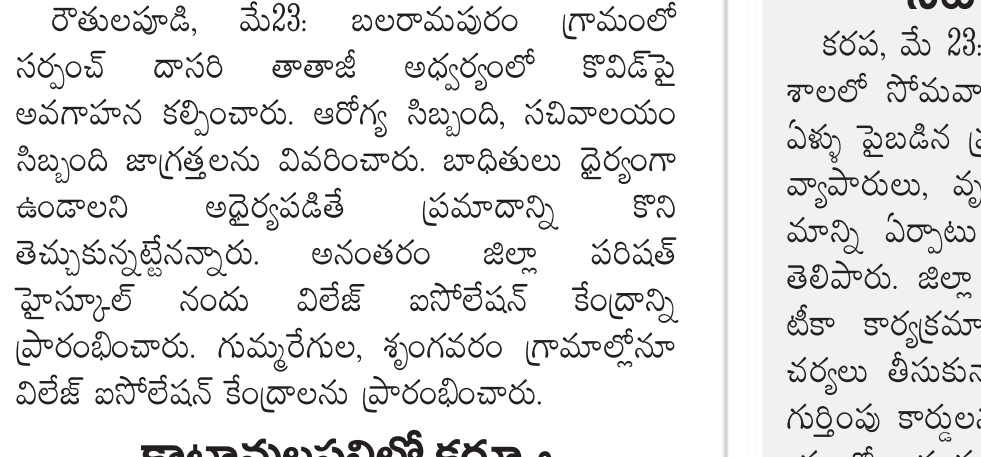 రౌతులపూడి, మే23: బలరామపురం గ్రామంలో
సర్పంచ్ దాసరి తాతాజీ అధ్వర్యంలో కొవిడ్‌పై
అవగాహన కల్పించారు. ఆరోగ్య సిబ్బంది, సచివాలయం
సిబ్బంది జాగ్రత్తలను వివరించారు. బాధితులు ధైర్యంగా
ఉండాలని అధైర్యపడితే ప్రమాదాన్ని కొని
తెచ్చుకున్నట్టేనన్నారు. అనంతరం జిల్లా పరిషత్
హైస్కూల్ నందు విలేజ్ ఐసోలేషన్ కేంద్రాన్ని
ప్రారంభించారు. గుమ్మరేగుల, శృంగవరం గ్రామాల్లోనూ
విలేజ్ ఐసోలేషన్ కేంద్రాలను ప్రారంభించారు.
కరప, మే 23:
శాలలో సోమవా
ఏళ్ళు పైబడిన
వ్యాపారులు, వృ
మాన్ని ఏర్పాటు
తెలిపారు. జిల్లా
టీకా కార్యక్రమా
చర్యలు తీసుకు
గుర్తింపు కార్డుల